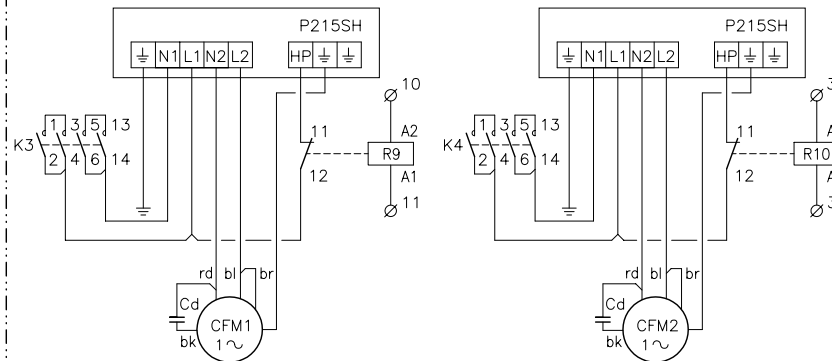 P215SH
P215SH
N1 L1 N2 L2 HP
N1 L1 N2 L2 HP
10
1 3 5 13
11
A2
1 3 5 13
11
K3
R9
K4
R10
2 4 6 14
12
A1
2 4 6 14
12
11
rd bl br
rd bl br
Cd
CFM1
Cd
CFM2
bk
1~
bk
1~